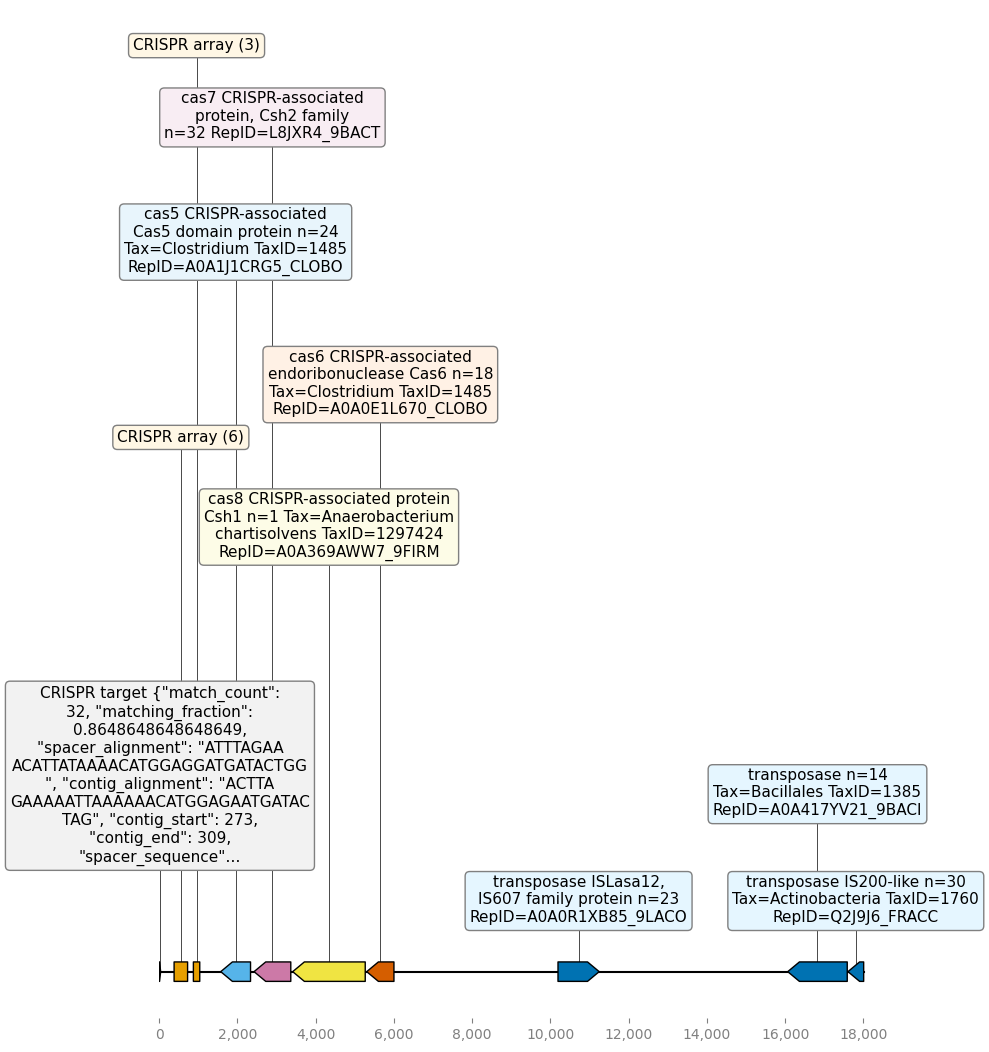 CRISPR array (3)
cas7 CRISPR-associated
protein, Csh2 family
n=32 RepID=L8JXR4_9BACT
cas5 CRISPR-associated
Cas5 domain protein n=24
Tax=Clostridium TaxID=1485
RepID=A0A1J1CRG5_CLOBO
cas6 CRISPR-associated
endoribonuclease Cas6 n=18
Tax=Clostridium TaxID=1485
RepID=A0A0E1L670_CLOBO
CRISPR array (6)
cas8 CRISPR-associated protein
Csh1 n=1 Tax=Anaerobacterium
chartisolvens TaxID=1297424
RepID=A0A369AWW7_9FIRM
CRISPR target {"match_count":
32, "matching_fraction":
0.8648648648648649,
"spacer_alignment": "ATTTAGAA
ACATTATAAAACATGGAGGATGATACTGG
", "contig_alignment": "ACTTA
GAAAAATTAAAAAACATGGAGAATGATAC
TAG", "contig_start": 273,
"contig_end": 309,
"spacer_sequence"...
transposase n=14
Tax=Bacillales TaxID=1385
RepID=A0A417YV21_9BACI
transposase ISLasa12,
IS607 family protein n=23
RepID=A0A0R1XB85_9LACO
transposase IS200-like n=30
Tax=Actinobacteria TaxID=1760
RepID=Q2J9J6_FRACC
0 2,000 4,000 6,000 8,000 10,000 12,000 14,000 16,000 18,000